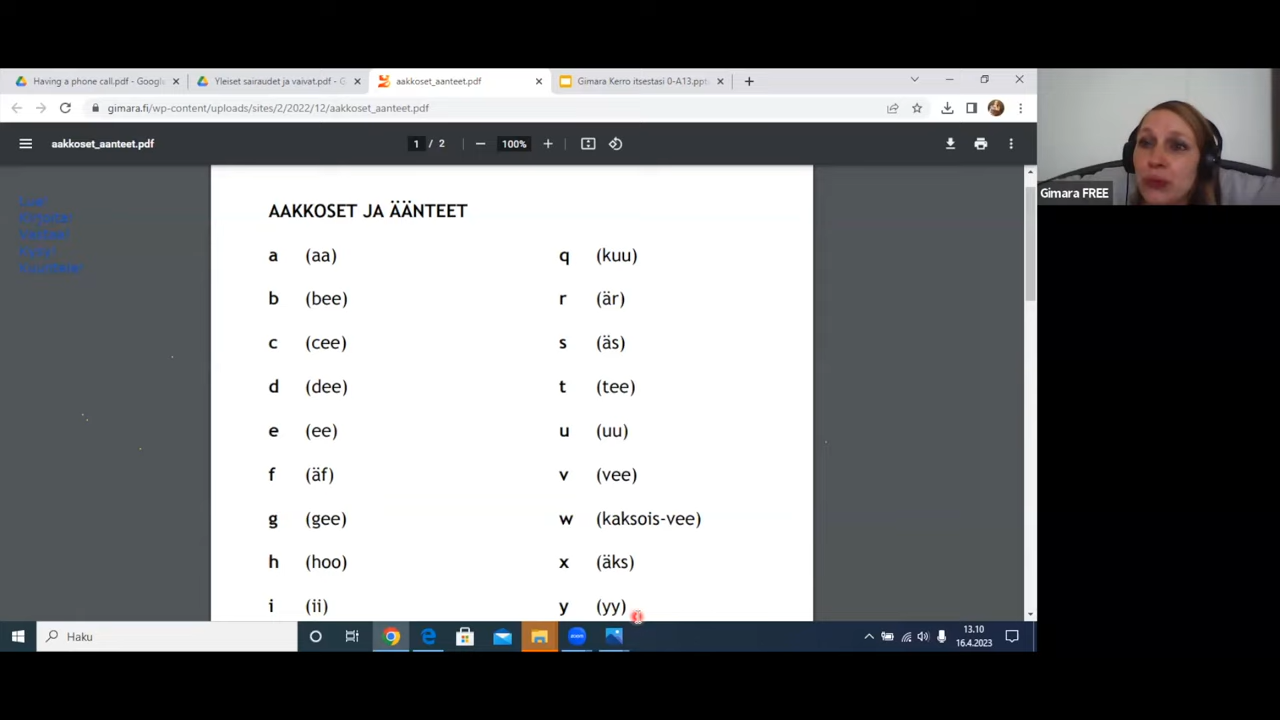 Having a phone call.pdf - Google
Yleiset sairaudet ja vaivat.pdf - G
aakkoset_aanteet.pdf
Gimara Kerro itsestasi 0-A13.ppt
gimara.fi/wp-content/uploads/sites/2/2022/12/aakkoset_aanteet.pdf
aakkoset_aanteet.pdf
1 / 2
100%
Gimara FREE
AAKKOSET JA ÄÄNTEET
a (aa)
b (bee)
c (cee)
d (dee)
e (ee)
f (äf)
g (gee)
h (hoo)
i (ii)
q (kuu)
r (är)
s (äs)
t (tee)
u (uu)
v (vee)
w (kaksois-vee)
x (äks)
y (yy)
Haku
zoom
13.10
16.4.2023